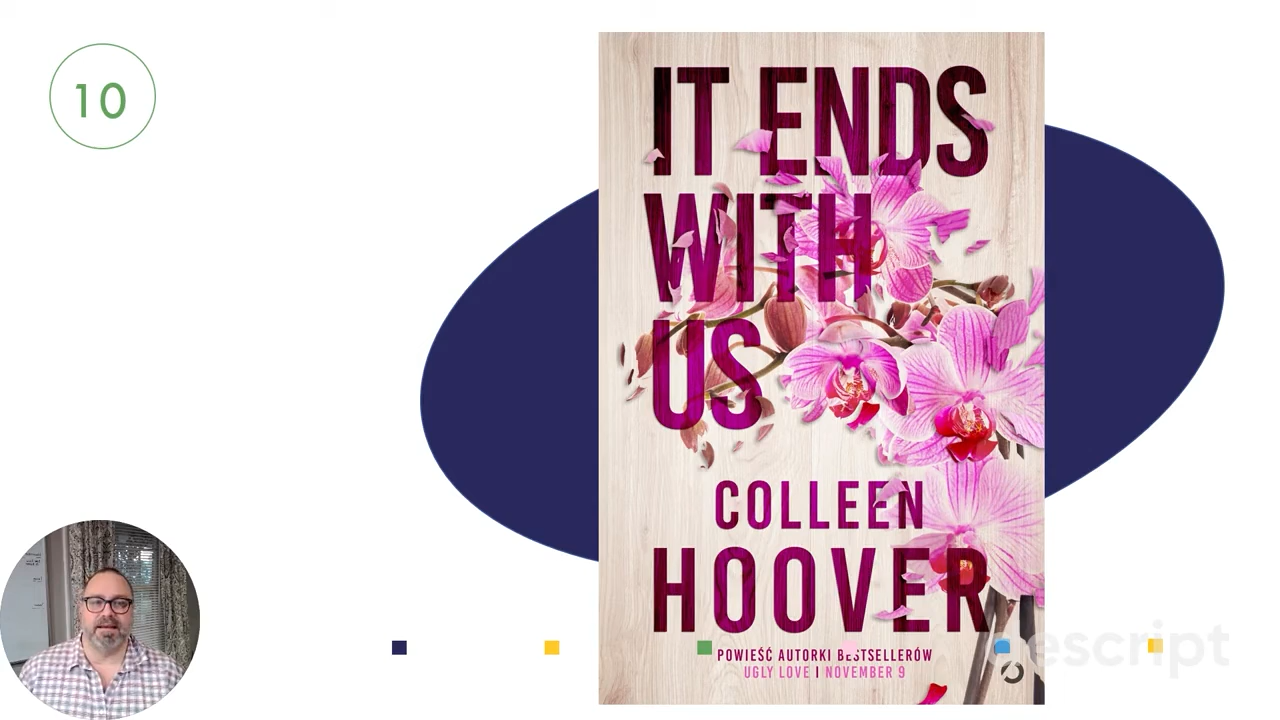 10
IT ENDS
WITH
US
COLLEEN
HOOVER
POWIEŚĆ AUTORKI BESTSELLERÓW
UGLY LOVE I NOVEMBER 9
descript